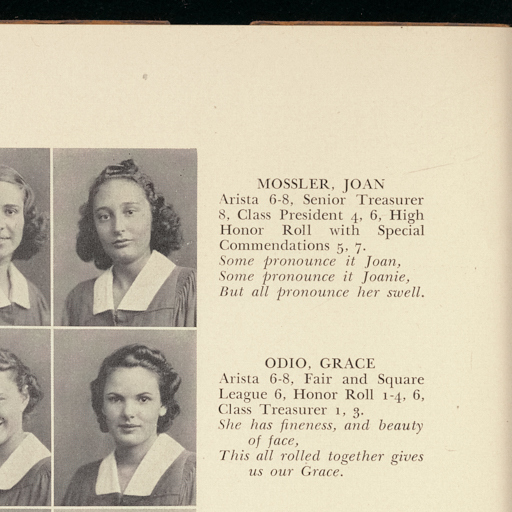 MOSSLER, JOAN
Arista 6-8, Senior Treasurer
8, Class President 4, 6, High
Honor Roll with Special
Commendations 5, 7.
Some pronounce it Joan,
Some pronounce it Joanie,
But all pronounce her swell.
ODIO, GRACE
Arista 6-8, Fair and Square
League 6, Honor Roll 1-4, 6,
Class Treasurer 1, 3.
She has fineness, and beauty
of face,
This all rolled together gives
us our Grace.